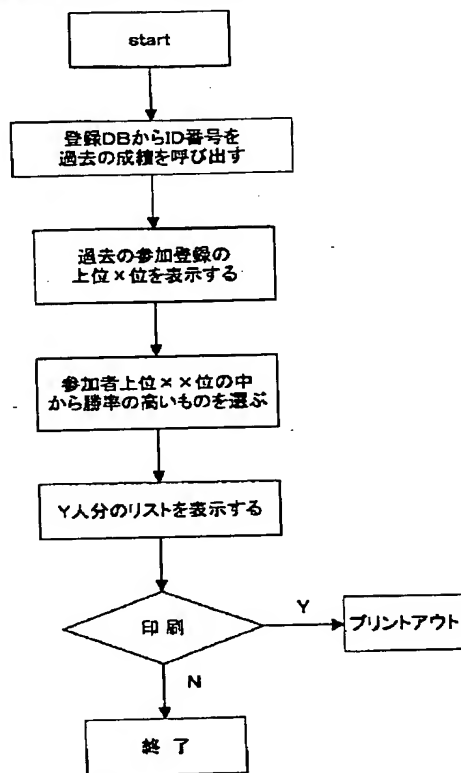 start
登録DBからID番号を
過去の成績を呼び出す
過去の参加登録の
上位×位を表示する
参加者上位××位の中
から勝率の高いものを選ぶ
Y人分のリストを表示する
印刷
Y
プリントアウト
N
終了